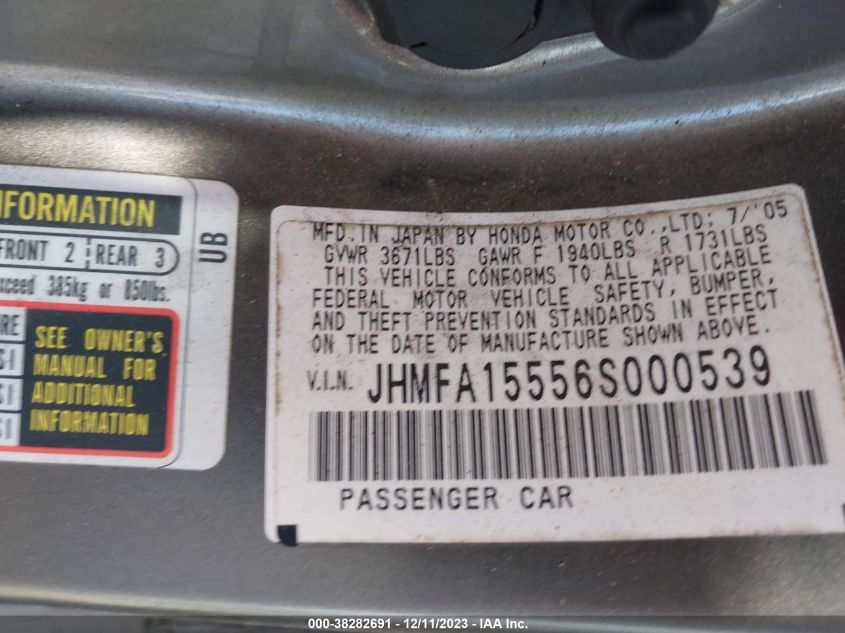 NFORMATION
FRONT 2 REAR 3
xceed 385kg or 850lbs.
SEE OWNER'S
MANUAL FOR
ADDITIONAL
INFORMATION
UB
MFD. IN JAPAN BY HONDA MOTOR CO.,LTD; 7/'05
GVWR 3671LBS GAWR F 1940LBS R 1731LBS
THIS VEHICLE CONFORMS TO ALL APPLICABLE
FEDERAL MOTOR VEHICLE SAFETY, BUMPER,
AND THEFT PREVENTION STANDARDS IN EFFECT
ON THE DATE OF MANUFACTURE SHOWN ABOVE.
V.I.N. JHMFA15556S000539
PASSENGER CAR
000-38282691 - 12/11/2023 - IAA Inc.